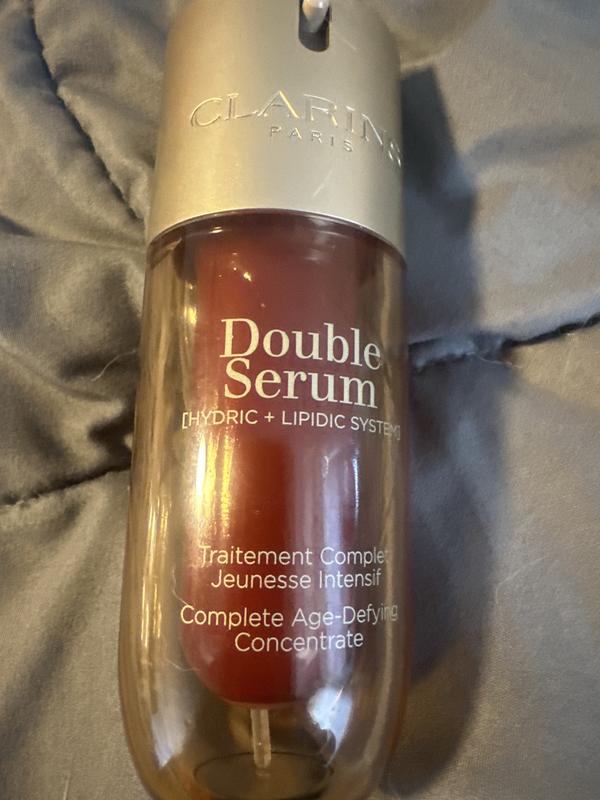 CLARINS
PARIS
Double
Serum
[HYDRIC + LIPIDIC SYSTEM]
Traitement Complet
Jeunesse Intensif
Complete Age-Defying
Concentrate